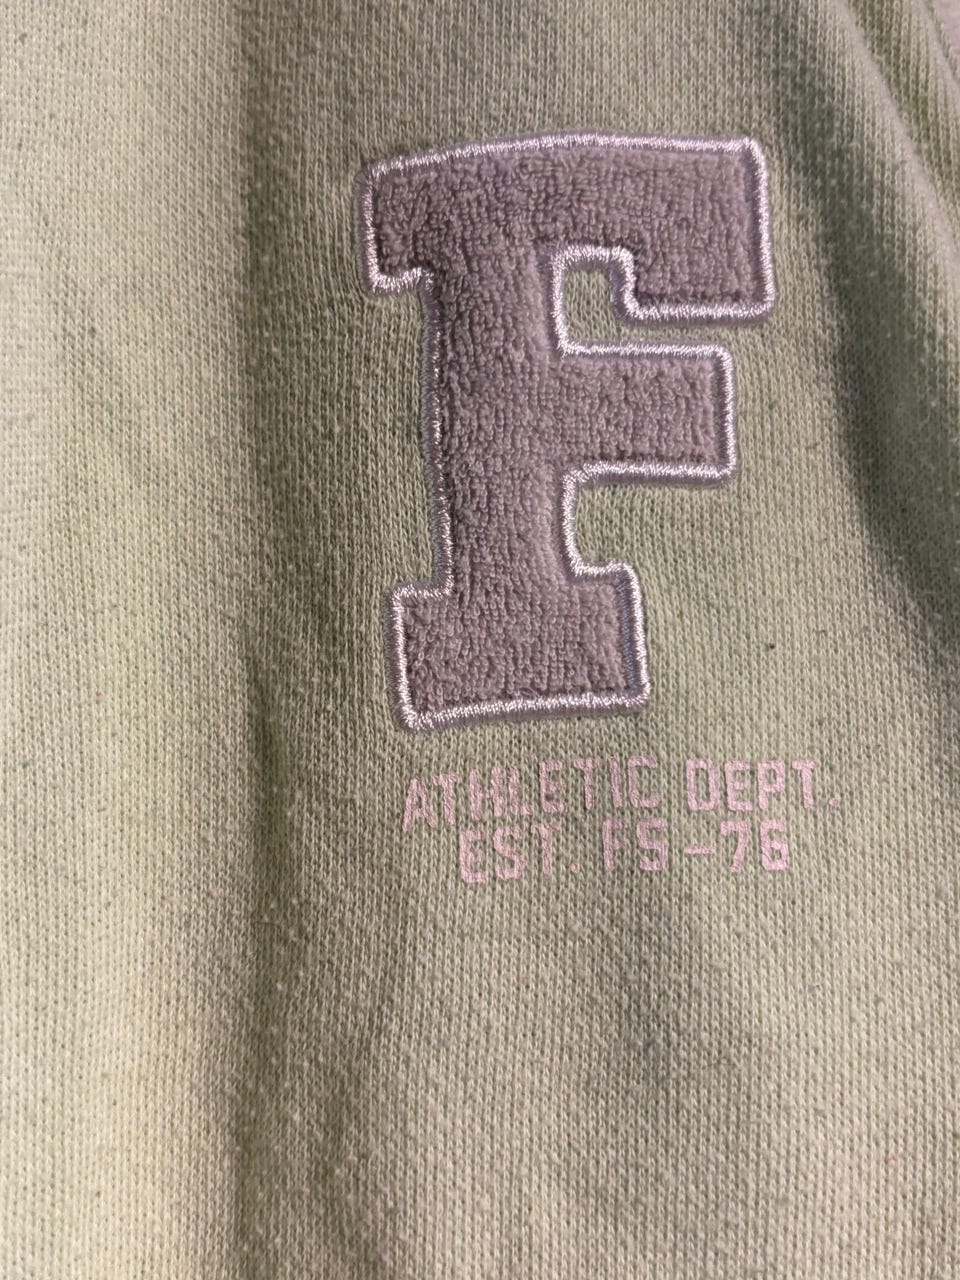 F
ATHLETIC DEPT.
EST. FS-76